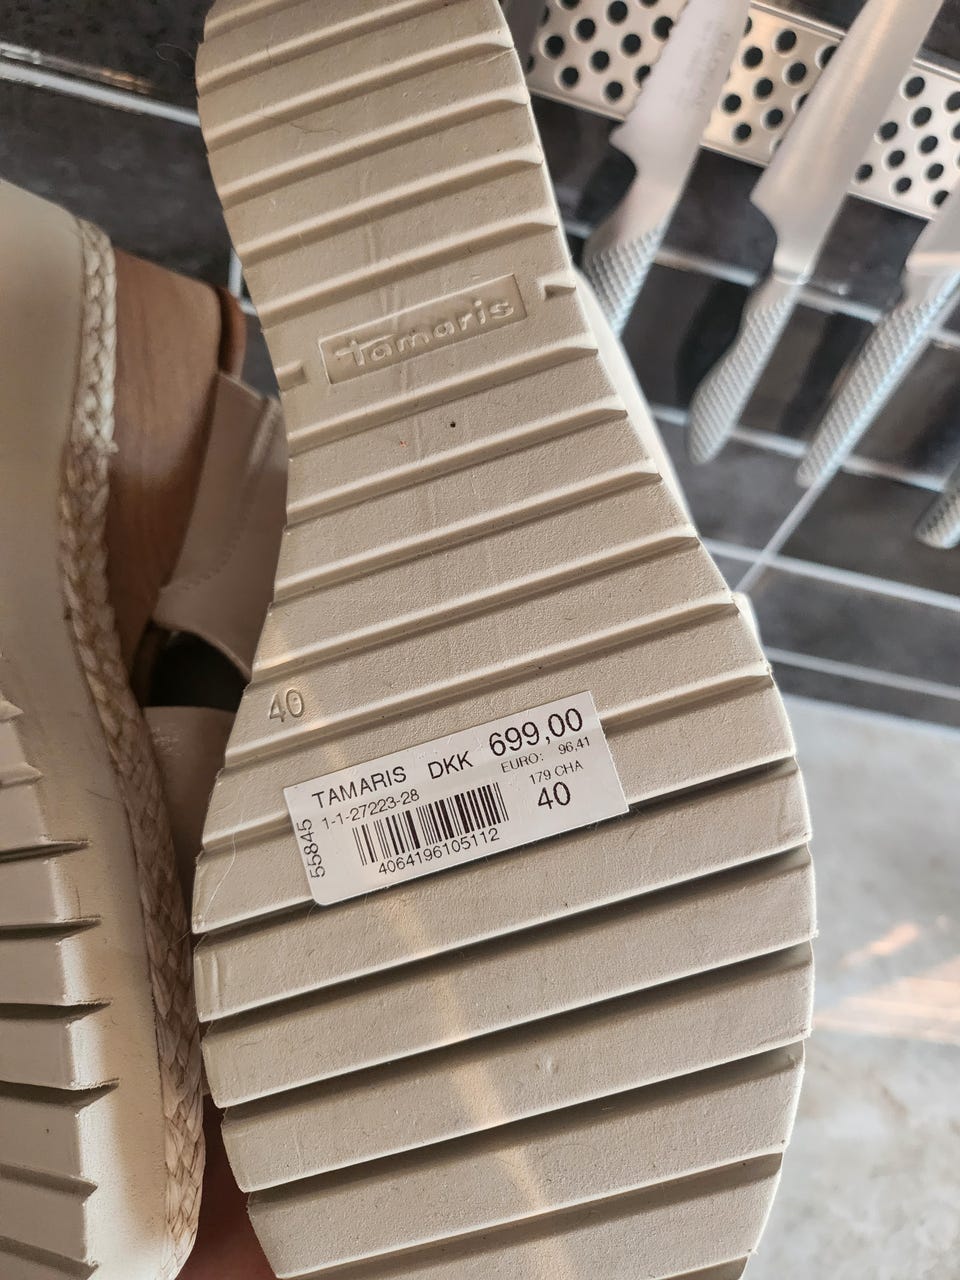 Tamaris
40
TAMARIS DKK 699,00
1-1-27223-28 EURO: 96,41
179 CHA
40
55845
4064196105112